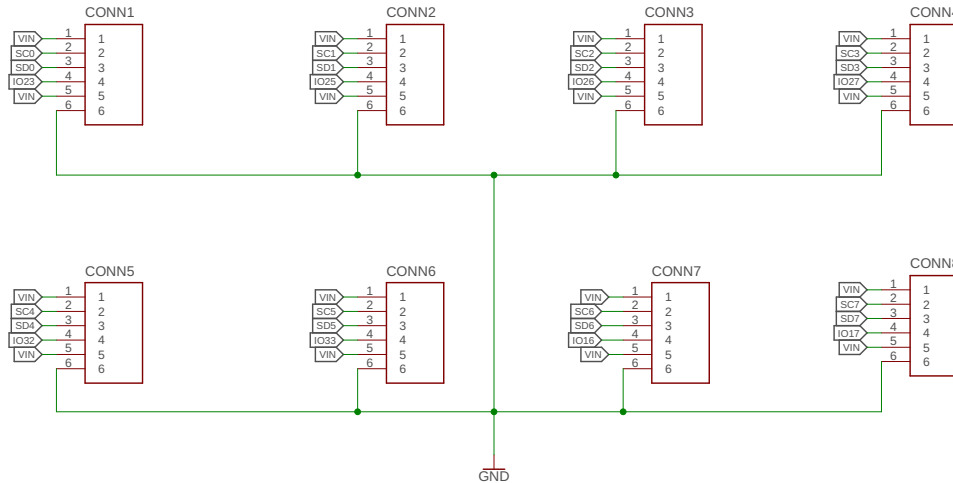 CONN1
VIN 1 1
SC0 2 2
SD0 3 3
IO23 4 4
VIN 5 5
6 6
CONN2
VIN 1 1
SC1 2 2
SD1 3 3
IO25 4 4
VIN 5 5
6 6
CONN3
VIN 1 1
SC2 2 2
SD2 3 3
IO26 4 4
VIN 5 5
6 6
CONN4
VIN 1 1
SC3 2 2
SD3 3 3
IO27 4 4
VIN 5 5
6 6
CONN5
VIN 1 1
SC4 2 2
SD4 3 3
IO32 4 4
VIN 5 5
6 6
CONN6
VIN 1 1
SC5 2 2
SD5 3 3
IO33 4 4
VIN 5 5
6 6
CONN7
VIN 1 1
SC6 2 2
SD6 3 3
IO16 4 4
VIN 5 5
6 6
CONN8
VIN 1 1
SC7 2 2
SD7 3 3
IO17 4 4
VIN 5 5
6 6
GND